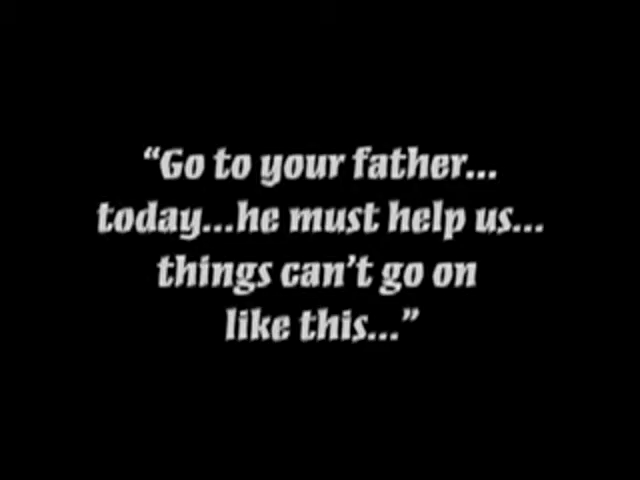 “Go to your father...
today...he must help us...
things can’t go on
like this...”